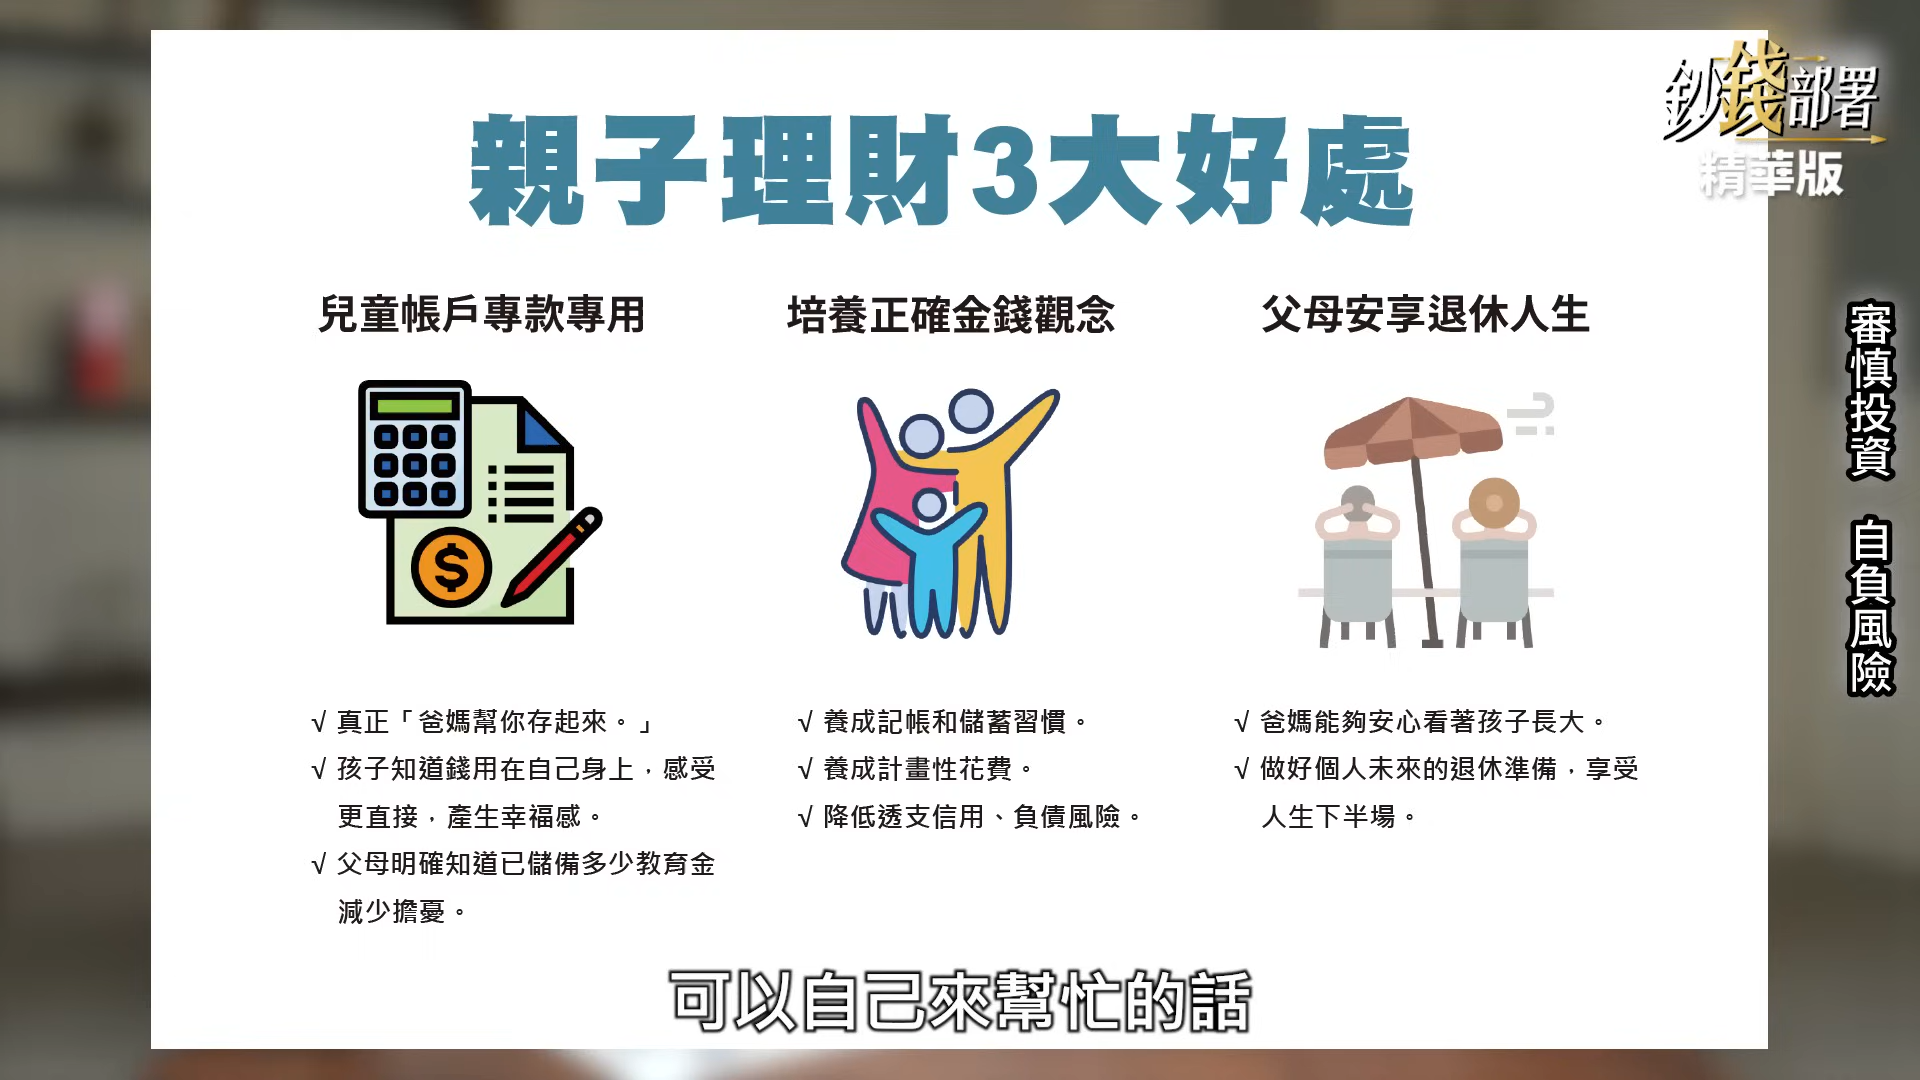 親子理財3大好處
鈔錢部署
精華版
兒童帳戶專款專用
培養正確金錢觀念
父母安享退休人生
√ 真正「爸媽幫你存起來。」
√ 孩子知道錢用在自己身上，感受
更直接，產生幸福感。
√ 父母明確知道已儲備多少教育金
減少擔憂。
√ 養成記帳和儲蓄習慣。
√ 養成計畫性花費。
√ 降低透支信用、負債風險。
√ 爸媽能夠安心看著孩子長大。
√ 做好個人未來的退休準備，享受
人生下半場。
審慎投資 自負風險
可以自己來幫忙的話